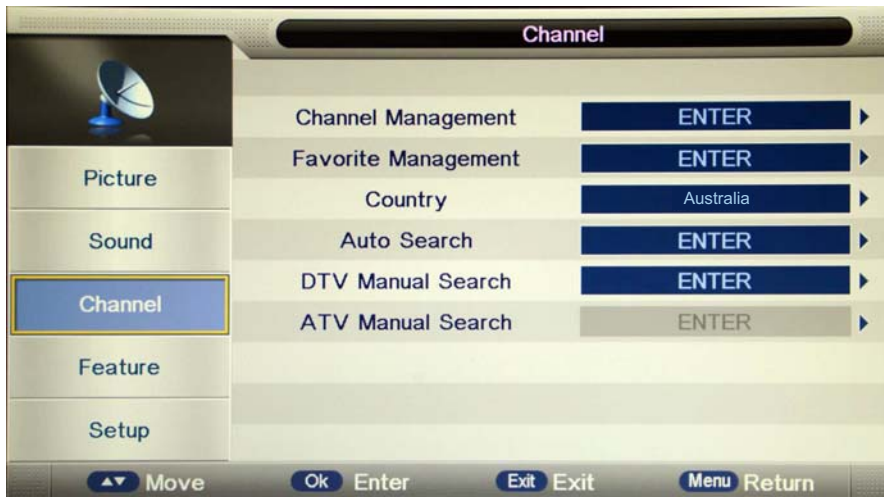 Channel
Channel Management ENTER
Favorite Management ENTER
Picture
Country Australia
Sound
Auto Search ENTER
DTV Manual Search ENTER
Channel
ATV Manual Search ENTER
Feature
Setup
Move Ok Enter Exit Exit Menu Return